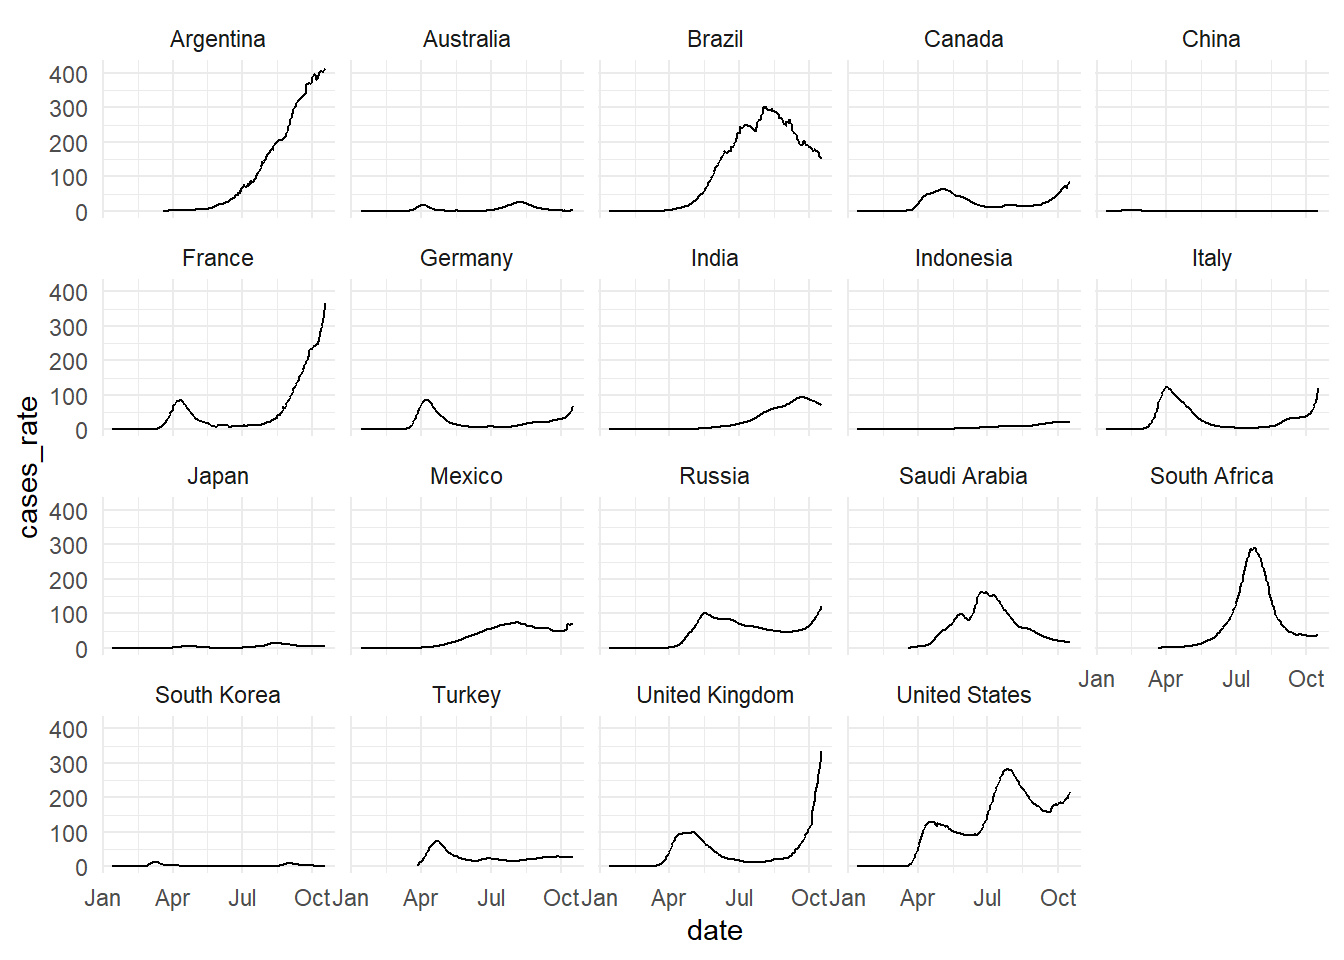 Argentina Australia Brazil Canada China
400
300
200
100
0
France Germany India Indonesia Italy
400
300
200
100
0
cases_rate
Japan Mexico Russia Saudi Arabia South Africa
400
300
200
100
0
Jan Apr Jul Oct
South Korea Turkey United Kingdom United States
400
300
200
100
0
Jan Apr Jul Oct Jan Apr Jul Oct Jan Apr Jul Oct Jan Apr Jul Oct
date